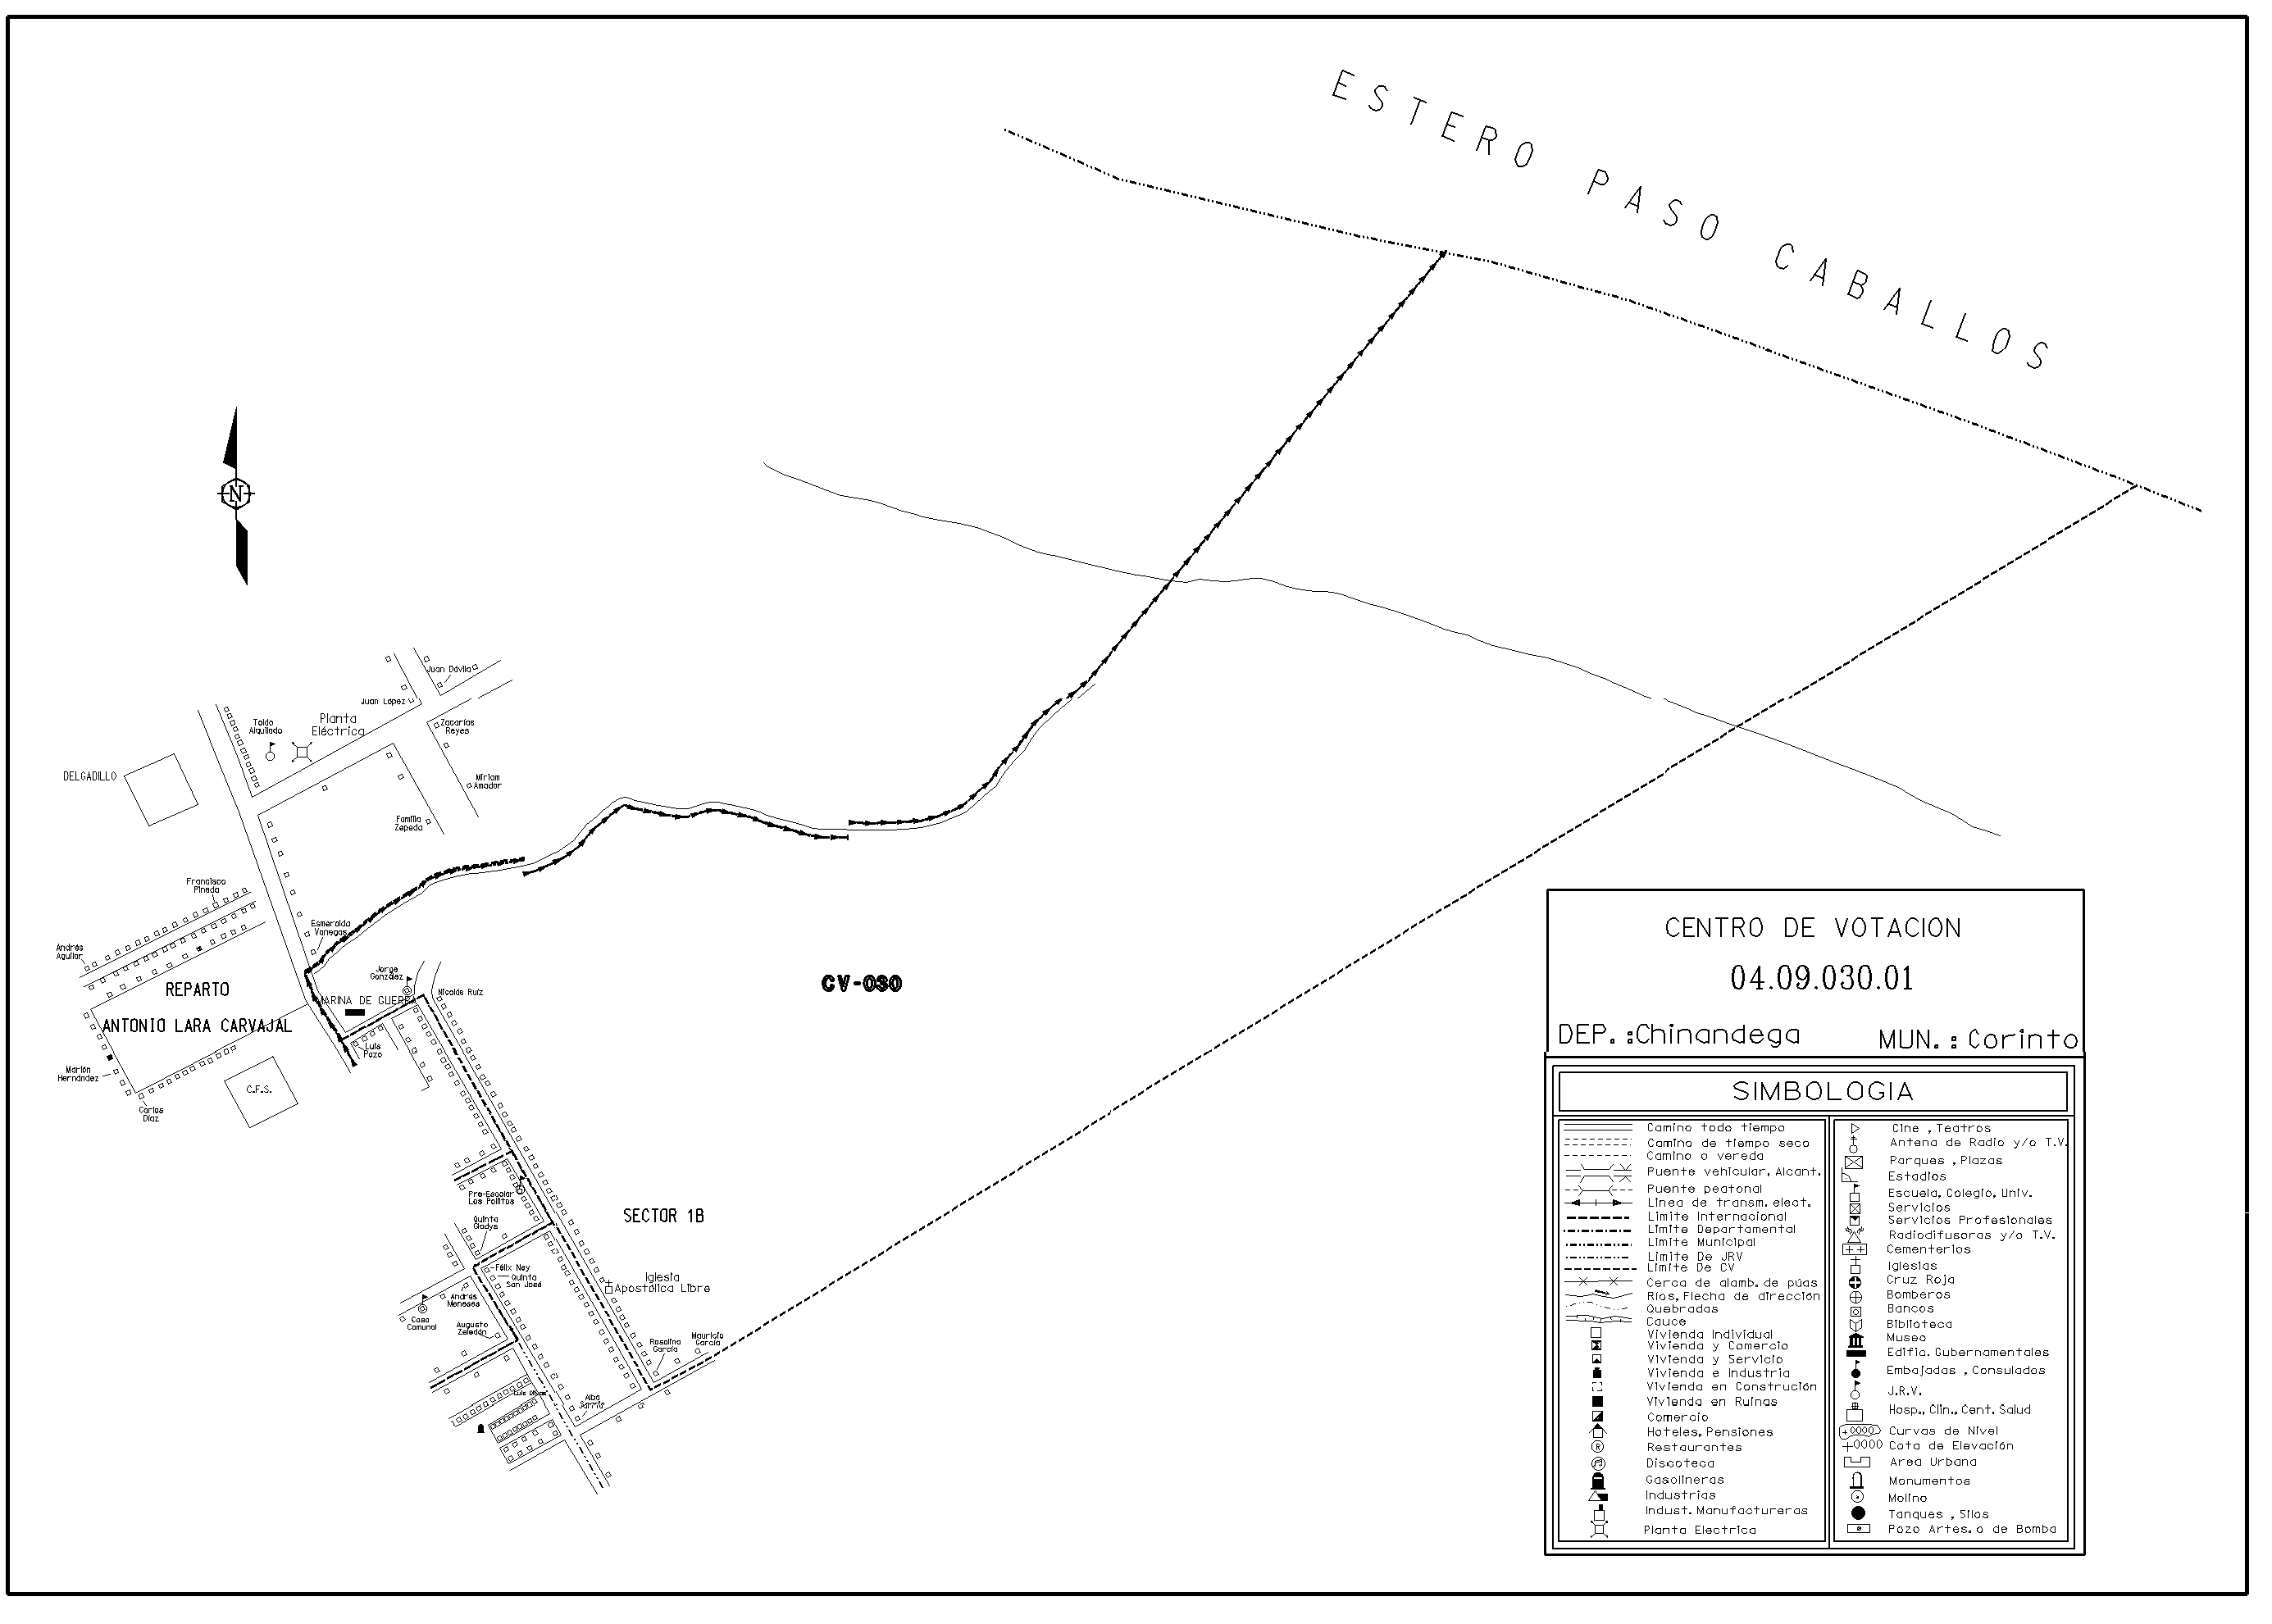 ESTERO PASO CABALLOS
N
Juan Dávila
Juan López
Toldo
Alquilado
Planta
Eléctrica
Zacarías
Reyes
DELGADILLO
Miriam
Amador
Familia
Zepeda
Francisco
Pineda
Esmeralda
Vanegas
Andrés
Aguilar
Jorge
González
REPARTO
ANTONIO LARA CARVAJAL
MARINA DE GUERRA
Nicolás Ruíz
CV-030
Luis
Pozo
Marlón
Hernández
C.F.S.
Carlos
Díaz
Pre-Escolar
Los Pollitos
Quinta
Gladys
SECTOR 1B
Félix Ney
Quinta
San José
Iglesia
Apostólica Libre
Andrés
Meneses
Casa
Comunal
Augusto
Zeledón
Rosalina
García
Mauricio
García
Alba
CENTRO DE VOTACION
04.09.030.01
DEP.:Chinandega MUN.: Corinto
SIMBOLOGIA
Camino todo tiempo
Camino de tiempo seco
Camino o vereda
Puente vehicular, Alcant.
Puente peatonal
Linea de transm. elect.
Limite Internacional
Limite Departamental
Limite Municipal
Limite De JRV
Limite De CV
Cerca de alamb. de púas
Ríos, Flecha de dirección
Quebradas
Cauce
Vivienda Individual
Vivienda y Comercio
Vivienda y Servicio
Vivienda e Industria
Vivienda en Construción
Vivienda en Ruinas
Comercio
Hoteles, Pensiones
R Restaurantes
Discoteca
Gasolineras
Industrias
Indust. Manufactureras
Planta Electrica
Cine , Teatros
Antena de Radio y/o T.V.
Parques , Plazas
Estadios
Escuela, Colegio, Univ.
Servicios
Servicios Profesionales
Radiodifusoras y/o T.V.
Cementerios
Iglesias
Cruz Roja
Bomberos
Bancos
Biblioteca
Museo
Edific. Gubernamentales
Embajadas , Consulados
J.R.V.
Hosp., Clin., Cent. Salud
+0000 Curvas de Nivel
+0000 Cota de Elevación
Area Urbana
Monumentos
Molino
Tanques , Silos
Pozo Artes. o de Bomba